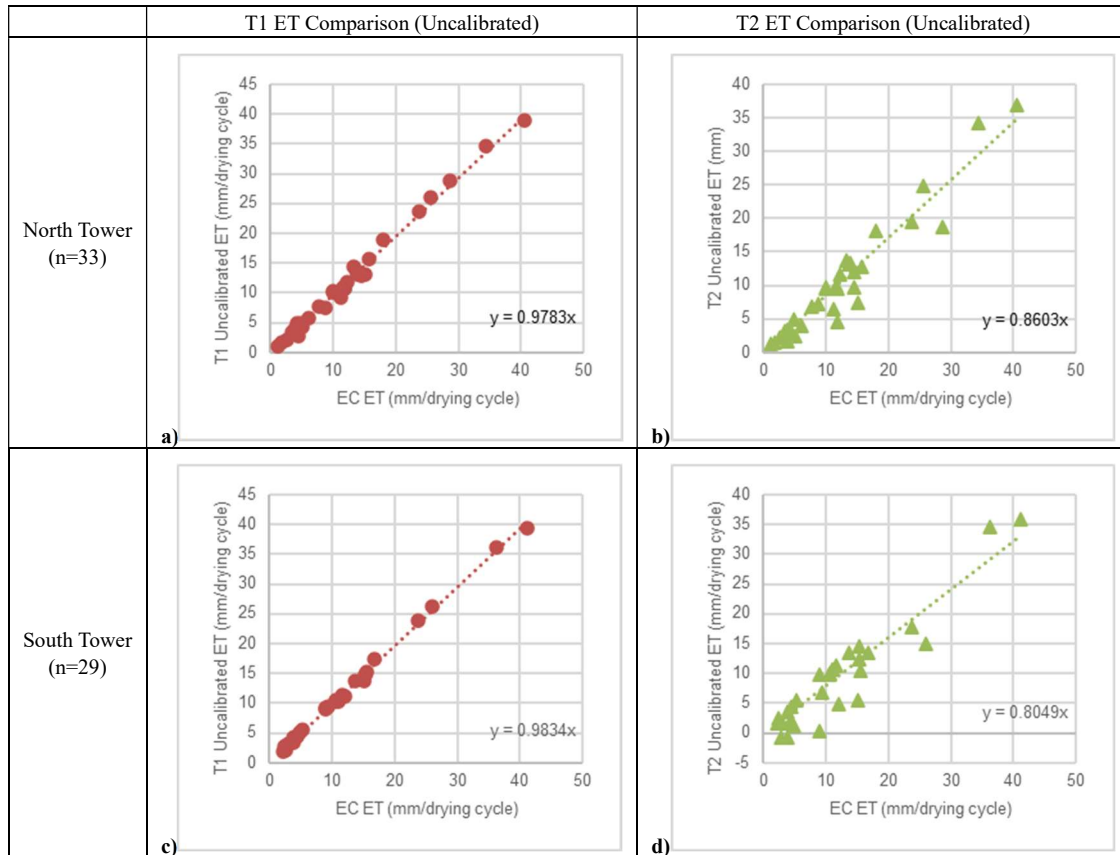 T1 ET Comparison (Uncalibrated)
T2 ET Comparison (Uncalibrated)
North Tower
(n=33)
T1 Uncalibrated ET (mm/drying cycle)
45
40
35
30
25
20
15
10
5
0
0 10 20 30 40 50
y = 0.9783x
EC ET (mm/drying cycle)
a)
T2 Uncalibrated ET (mm)
40
35
30
25
20
15
10
5
0
0 10 20 30 40 50
y = 0.8603x
EC ET (mm/drying cycle)
b)
South Tower
(n=29)
T1 Uncalibrated ET (mm/drying cycle)
45
40
35
30
25
20
15
10
5
0
0 10 20 30 40 50
y = 0.9834x
EC ET (mm/drying cycle)
c)
T2 Uncalibrated ET (mm/drying cycle)
40
35
30
25
20
15
10
5
0
-5
0 10 20 30 40 50
y = 0.8049x
EC ET (mm/drying cycle)
d)